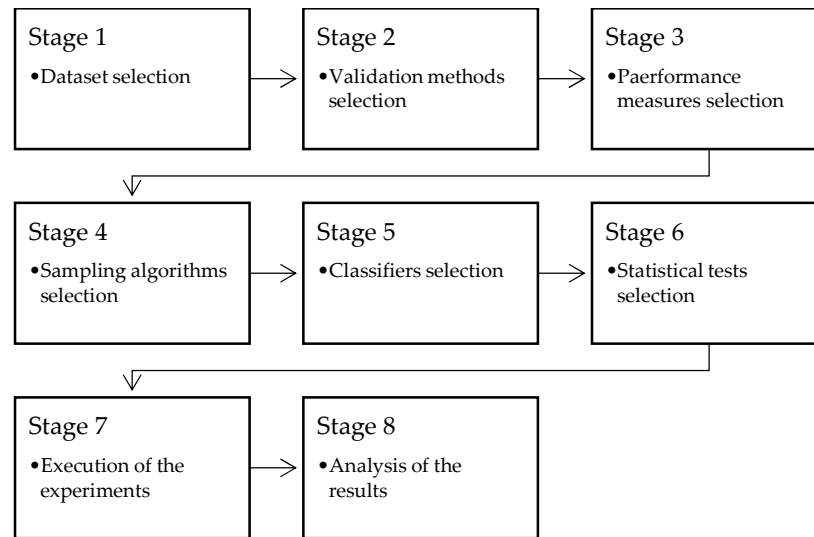 Stage 1
•Dataset selection
Stage 2
•Validation methods
selection
Stage 3
•Paerformance
measures selection
Stage 4
•Sampling algorithms
selection
Stage 5
•Classifiers selection
Stage 6
•Statistical tests
selection
Stage 7
•Execution of the
experiments
Stage 8
•Analysis of the
results